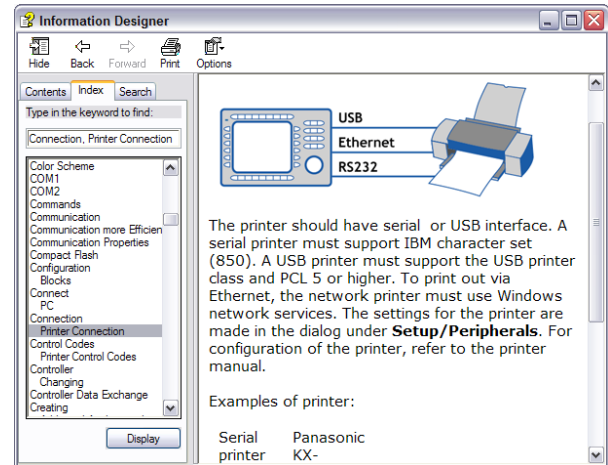 Information Designer
Hide Back Forward Print Options
Contents Index Search
Type in the keyword to find:
Connection, Printer Connection
Color Scheme
COM1
COM2
Commands
Communication
Communication more Efficien
Communication Properties
Compact Flash
Configuration
Blocks
Connect
PC
Connection
Printer Connection
Control Codes
Printer Control Codes
Controller
Changing
Controller Data Exchange
Creating
Display
USB
Ethernet
RS232
The printer should have serial or USB interface. A
serial printer must support IBM character set
(850). A USB printer must support the USB printer
class and PCL 5 or higher. To print out via
Ethernet, the network printer must use Windows
network services. The settings for the printer are
made in the dialog under Setup/Peripherals. For
configuration of the printer, refer to the printer
manual.
Examples of printer:
Serial Panasonic
printer KX-